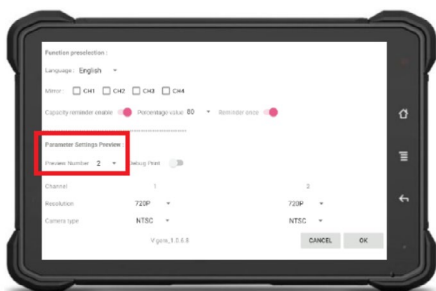 Function preselection :
Language : English
Mirror : CH1 CH2 CH3 CH4
Capacity reminder enable Percentage value 80 Reminder once
Parameter Settings Preview :
Preview Number 2 Debug Print
Channel 1 2
Resolution 720P 720P
Camera type NTSC NTSC
CANCEL OK